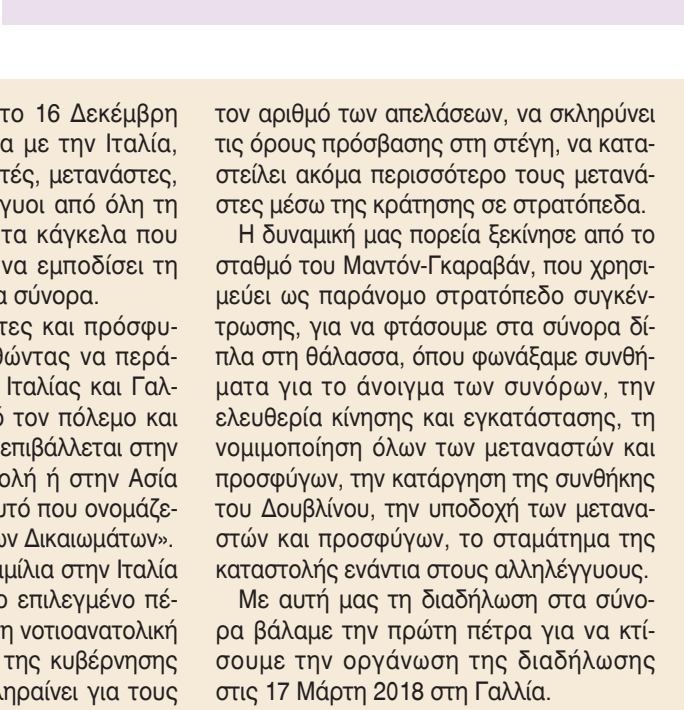 το 16 Δεκέμβρη
α με την Ιταλία,
τές, μετανάστες,
γυοι από όλη τη
τα κάγκελα που
να εμποδίσει τη
α σύνορα.
τες και πρόσφυ-
θώντας να περά-
Ιταλίας και Γαλ-
ό τον πόλεμο και
επιβάλλεται στην
ολή ή στην Ασία
υτό που ονομάζε-
ων Δικαιωμάτων».
ιμίλια στην Ιταλία
ο επιλεγμένο πέ-
η νοτιοανατολική
της κυβέρνησης
ληραίνει για τους
τον αριθμό των απελάσεων, να σκληρύνει
τις όρους πρόσβασης στη στέγη, να κατα-
στείλει ακόμα περισσότερο τους μετανά-
στες μέσω της κράτησης σε στρατόπεδα.
Η δυναμική μας πορεία ξεκίνησε από το
σταθμό του Μαντόν-Γκαραβάν, που χρησι-
μεύει ως παράνομο στρατόπεδο συγκέν-
τρωσης, για να φτάσουμε στα σύνορα δί-
πλα στη θάλασσα, όπου φωνάξαμε συνθή-
ματα για το άνοιγμα των συνόρων, την
ελευθερία κίνησης και εγκατάστασης, τη
νομιμοποίηση όλων των μεταναστών και
προσφύγων, την κατάργηση της συνθήκης
του Δουβλίνου, την υποδοχή των μετανα-
στών και προσφύγων, το σταμάτημα της
καταστολής ενάντια στους αλληλέγγυους.
Με αυτή μας τη διαδήλωση στα σύνο-
ρα βάλαμε την πρώτη πέτρα για να κτί-
σουμε την οργάνωση της διαδήλωσης
στις 17 Μάρτη 2018 στη Γαλλία.